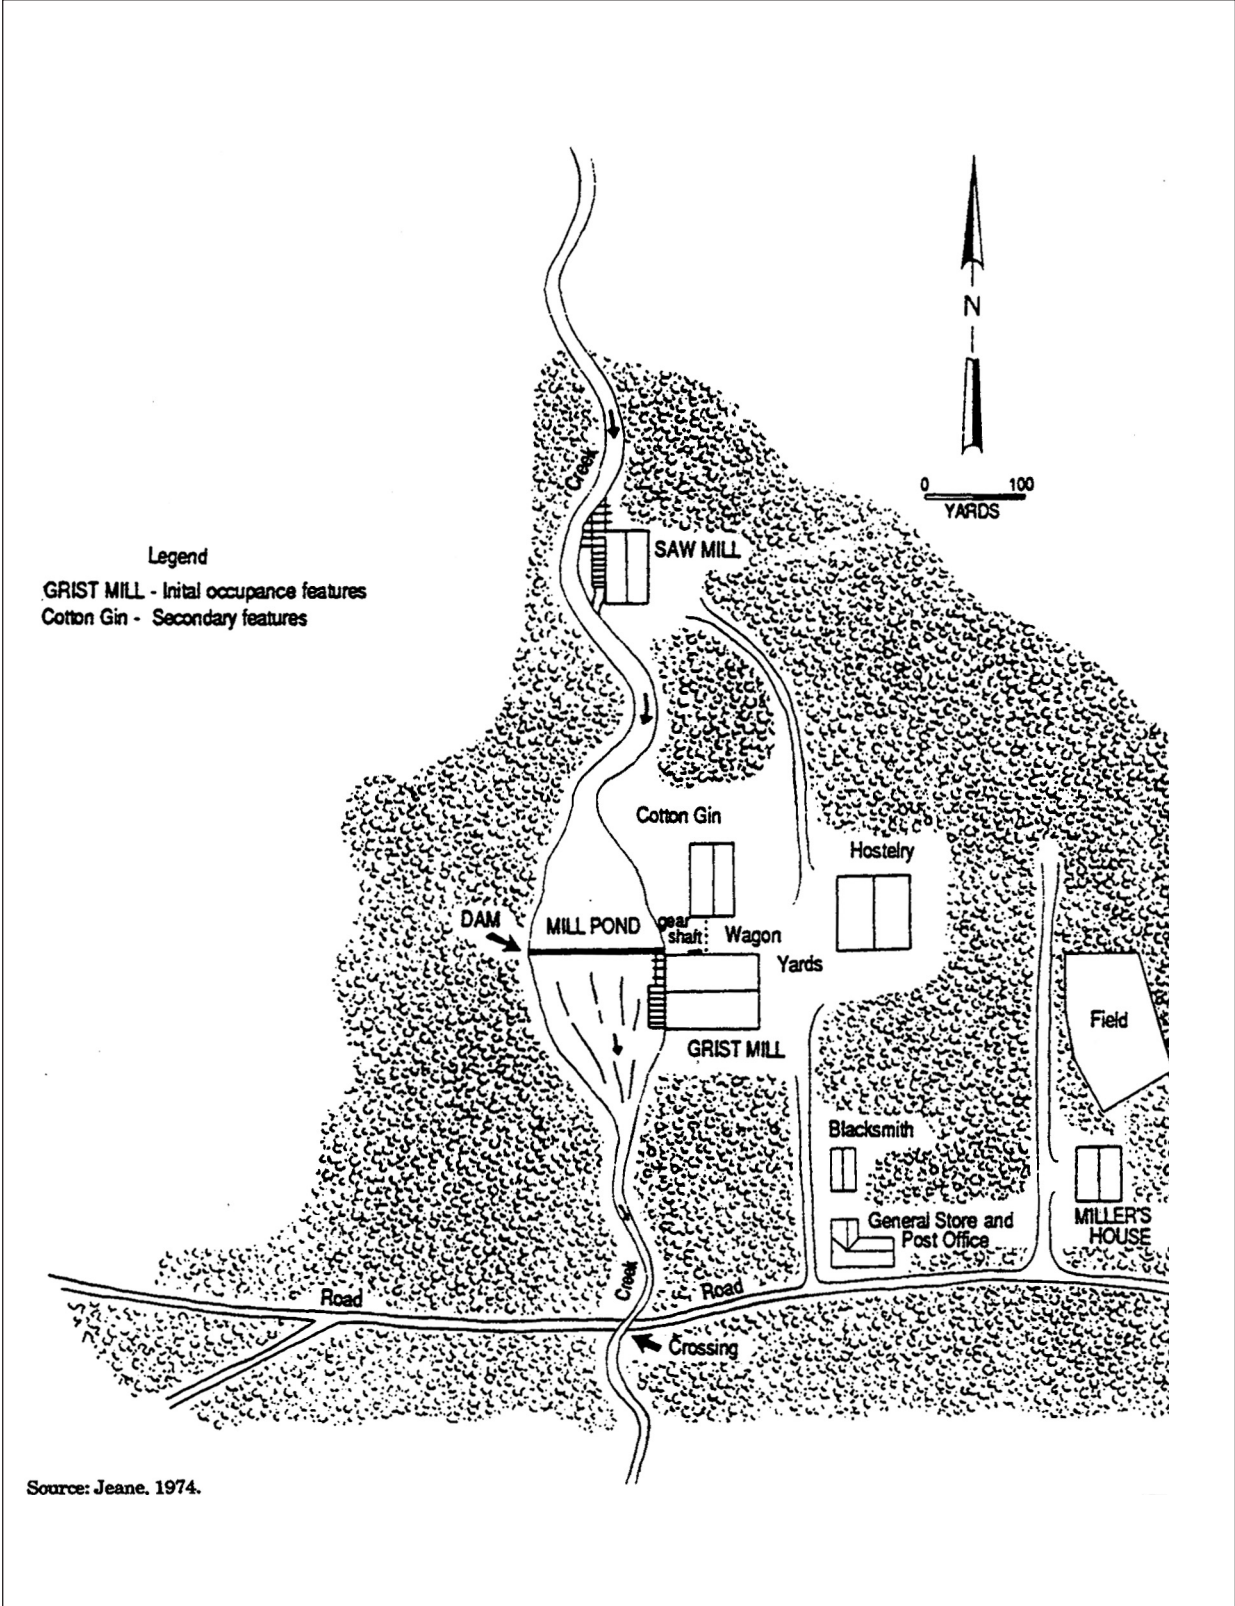 N
0 100
YARDS
Creek
SAW MILL
Legend
GRIST MILL - Inital occupance features
Cotton Gin - Secondary features
Cotton Gin
Hostelry
DAM
MILL POND
gear
shaft
Wagon
Yards
Field
GRIST MILL
Blacksmith
General Store and
Post Office
MILLER'S
HOUSE
Creek
Road
Road
Crossing
Source: Jeane. 1974.